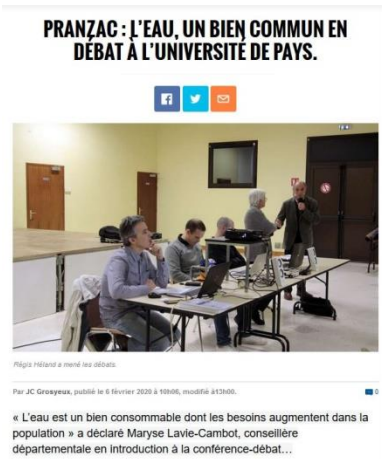 PRANZAC : L'EAU, UN BIEN COMMUN EN
DÉBAT À L'UNIVERSITÉ DE PAYS.
Régis Héland a mené les débats.
Par JC Grosyeux, publié le 6 février 2020 à 10h06, modifié à13h00.
0
« L'eau est un bien consommable dont les besoins augmentent dans la
population » a déclaré Maryse Lavie-Cambot, conseillère
départementale en introduction à la conférence-débat…